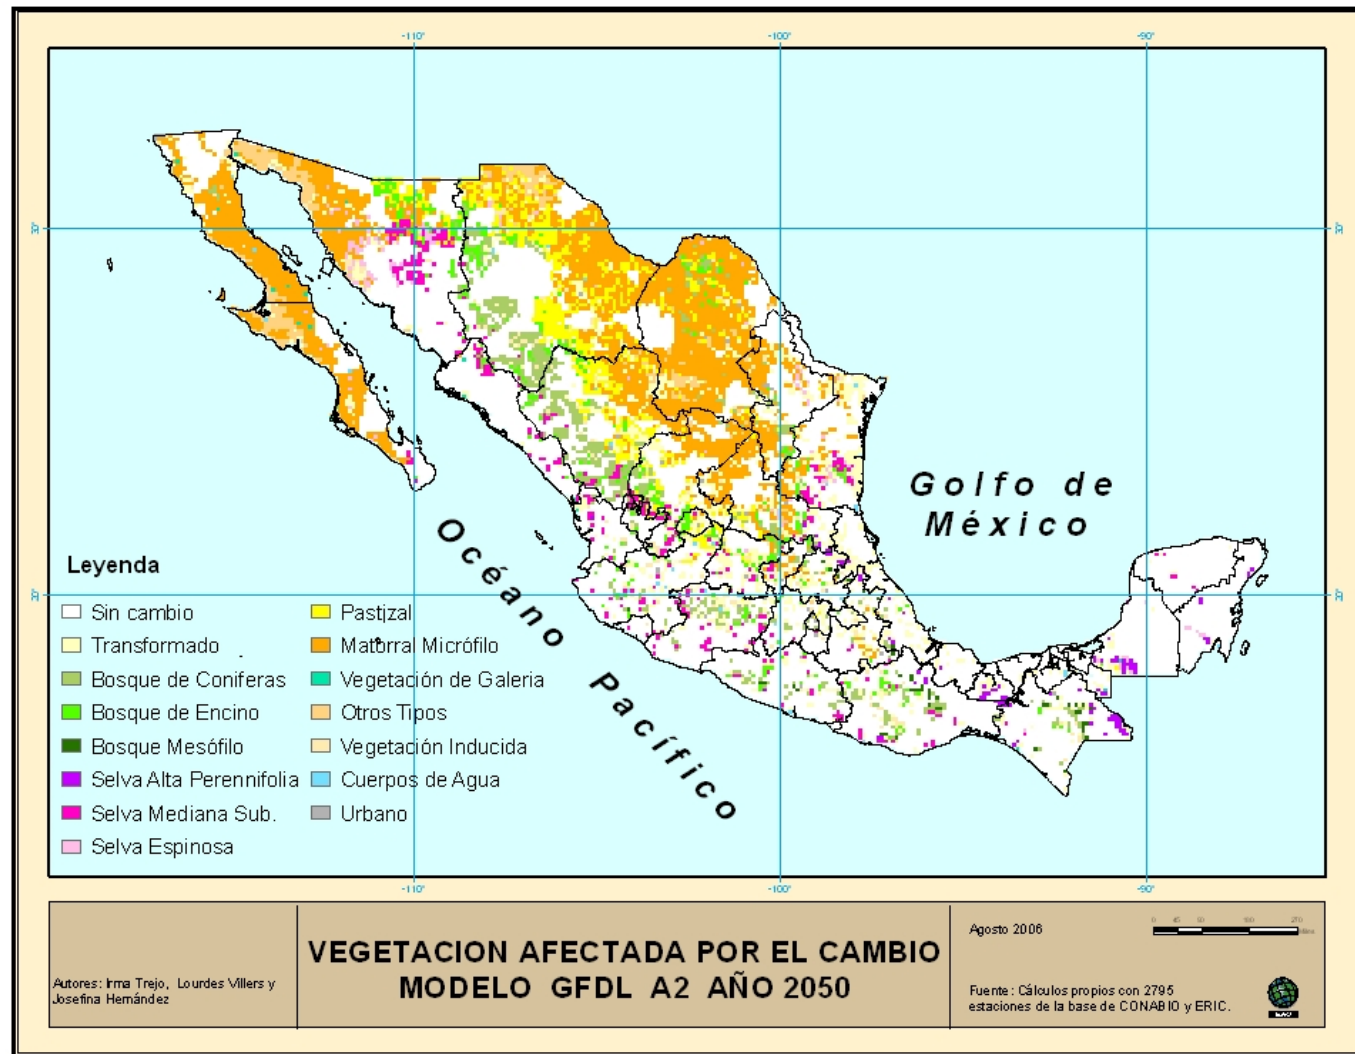 -110°
-100°
-90°
Golfo de
México
Océano Pacífico
Leyenda
Sin cambio
Transformado
Bosque de Coniferas
Bosque de Encino
Bosque Mesófilo
Selva Alta Perennifolia
Selva Mediana Sub.
Selva Espinosa
Pastizal
Matorral Micrófilo
Vegetación de Galeria
Otros Tipos
Vegetación Inducida
Cuerpos de Agua
Urbano
-110°
-100°
-90°
Autores: Irma Trejo, Lourdes Villers y
Josefina Hernández
VEGETACION AFECTADA POR EL CAMBIO
MODELO GFDL A2 AÑO 2050
Agosto 2006
Fuente: Cálculos propios con 2795
estaciones de la base de CONABIO y ERIC.